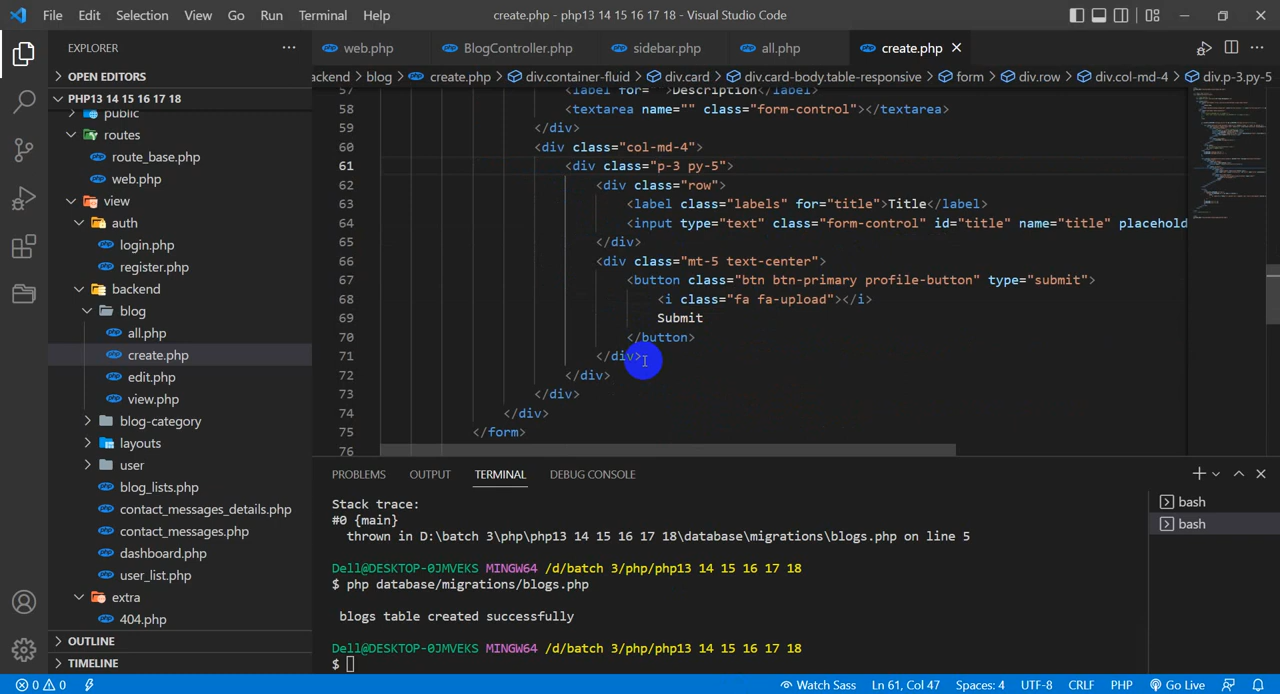 File Edit Selection View Go Run Terminal Help
create.php - php13 14 15 16 17 18 - Visual Studio Code
EXPLORER
OPEN EDITORS
PHP13 14 15 16 17 18
public
routes
route_base.php
web.php
view
auth
login.php
register.php
backend
blog
all.php
create.php
edit.php
view.php
blog-category
layouts
user
blog_lists.php
contact_messages_details.php
contact_messages.php
dashboard.php
user_list.php
extra
404.php
OUTLINE
TIMELINE
web.php BlogController.php sidebar.php all.php create.php
ackend > blog > create.php > div.container-fluid > div.card > div.card-body.table-responsive > form > div.row > div.col-md-4 > div.p-3.py-5
57 <label for="">Description</label>
58 <textarea name="" class="form-control"></textarea>
59 </div>
60 <div class="col-md-4">
61 <div class="p-3 py-5">
62 <div class="row">
63 <label class="labels" for="title">Title</label>
64 <input type="text" class="form-control" id="title" name="title" placehold
65 </div>
66 <div class="mt-5 text-center">
67 <button class="btn btn-primary profile-button" type="submit">
68 <i class="fa fa-upload"></i>
69 Submit
70 </button>
71 </div>
72 </div>
73 </div>
74 </div>
75 </form>
76
PROBLEMS OUTPUT TERMINAL DEBUG CONSOLE
Stack trace:
#0 {main}
thrown in D:\batch 3\php\php13 14 15 16 17 18\database\migrations\blogs.php on line 5
Dell@DESKTOP-0JMVEKS MINGW64 /d/batch 3/php/php13 14 15 16 17 18
$ php database/migrations/blogs.php
blogs table created successfully
Dell@DESKTOP-0JMVEKS MINGW64 /d/batch 3/php/php13 14 15 16 17 18
$
bash
bash
0 0 Watch Sass Ln 61, Col 47 Spaces: 4 UTF-8 CRLF PHP Go Live